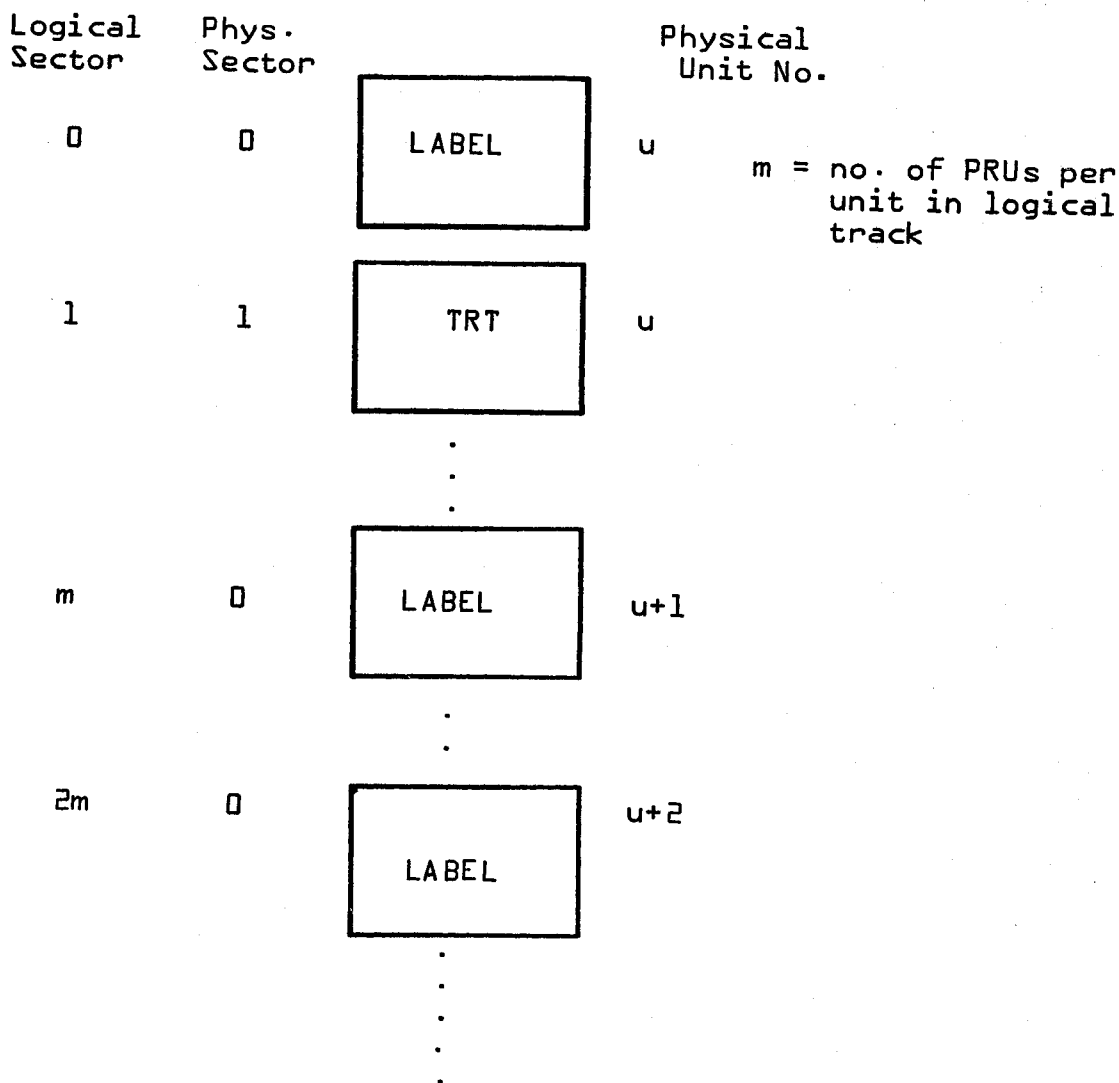 Logical Phys. Physical
Sector Sector Unit No.
0 0 LABEL u
m = no. of PRUs per
unit in logical
track
1 1 TRT u
.
.
.
m 0 LABEL u+1
.
.
2m 0 u+2
LABEL
.
.
.
.
.